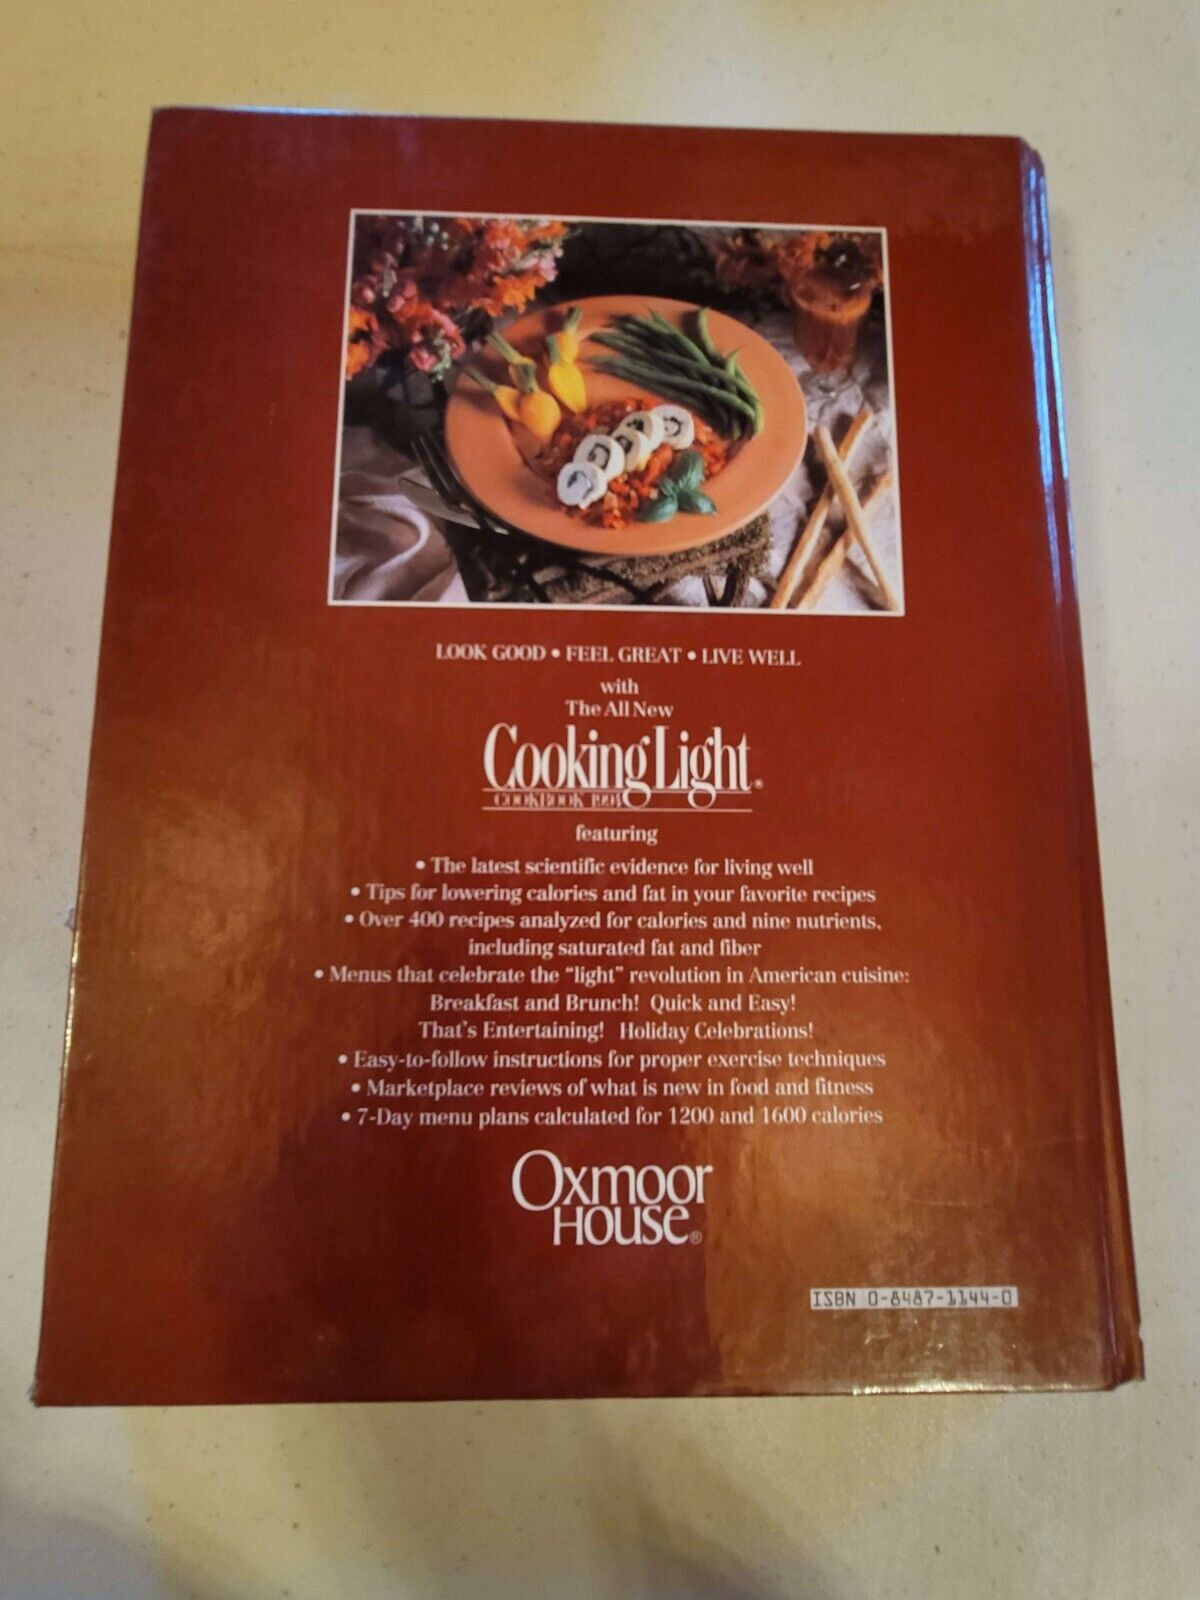 LOOK GOOD • FEEL GREAT • LIVE WELL
with
The All New
Cooking Light®
COOKBOOK 1994
featuring
• The latest scientific evidence for living well
• Tips for lowering calories and fat in your favorite recipes
• Over 400 recipes analyzed for calories and nine nutrients,
including saturated fat and fiber
• Menus that celebrate the "light" revolution in American cuisine:
Breakfast and Brunch! Quick and Easy!
That's Entertaining! Holiday Celebrations!
• Easy-to-follow instructions for proper exercise techniques
• Marketplace reviews of what is new in food and fitness
• 7-Day menu plans calculated for 1200 and 1600 calories
Oxmoor
House®
ISBN 0-8487-1144-0